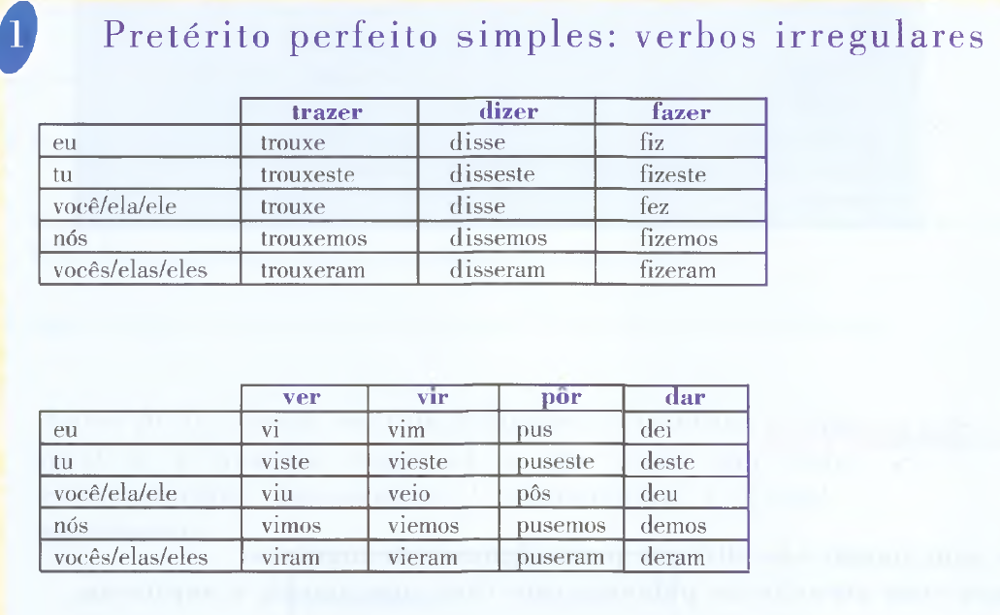 1 Pretérito perfeito simples: verbos irregulares
trazer dizer fazer
eu trouxe disse fiz
tu trouxeste disseste fizeste
você/ela/ele trouxe disse fez
nós trouxemos dissemos fizemos
vocês/elas/eles trouxeram disseram fizeram
ver vir pôr dar
eu vi vim pus dei
tu viste vieste puseste deste
você/ela/ele viu veio pôs deu
nós vimos viemos pusemos demos
vocês/elas/eles viram vieram puseram deram